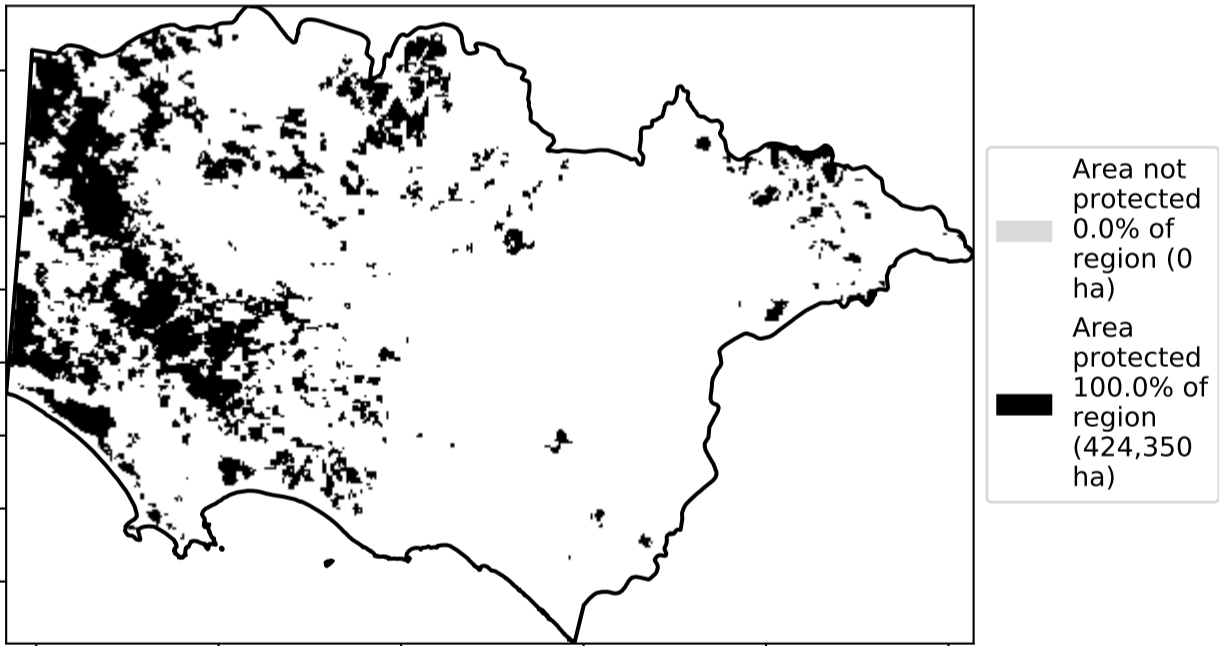 Area not
protected
0.0% of
region (0
ha)
Area
protected
100.0% of
region
(424,350
ha)